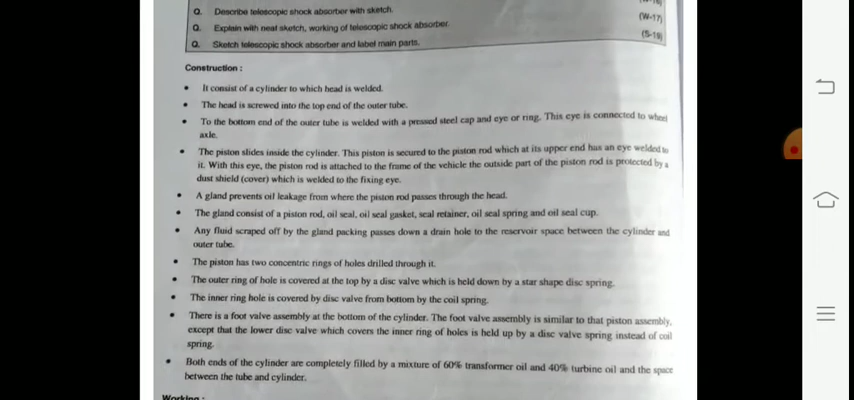 Q. Describe telescopic shock absorber with sketch.
Q. Explain with neat sketch, working of telescopic shock absorber. (W-17)
Q. Sketch telescopic shock absorber and label main parts. (S-19)
Construction :
• It consist of a cylinder to which head is welded.
• The head is screwed into the top end of the outer tube.
• To the bottom end of the outer tube is welded with a pressed steel cap and eye or ring. This eye is connected to wheel
axle.
• The piston slides inside the cylinder. This piston is secured to the piston rod which at its upper end has an eye welded to
it. With this eye, the piston rod is attached to the frame of the vehicle the outside part of the piston rod is protected by a
dust shield (cover) which is welded to the fixing eye.
• A gland prevents oil leakage from where the piston rod passes through the head.
• The gland consist of a piston rod, oil seal, oil seal gasket, seal retainer, oil seal spring and oil seal cup.
• Any fluid scraped off by the gland packing passes down a drain hole to the reservoir space between the cylinder and
outer tube.
• The piston has two concentric rings of holes drilled through it.
• The outer ring of hole is covered at the top by a disc valve which is held down by a star shape disc spring.
• The inner ring hole is covered by disc valve from bottom by the coil spring.
• There is a foot valve assembly at the bottom of the cylinder. The foot valve assembly is similar to that piston assembly,
except that the lower disc valve which covers the inner ring of holes is held up by a disc valve spring instead of coil
spring.
• Both ends of the cylinder are completely filled by a mixture of 60% transformer oil and 40% turbine oil and the space
between the tube and cylinder.
Working :